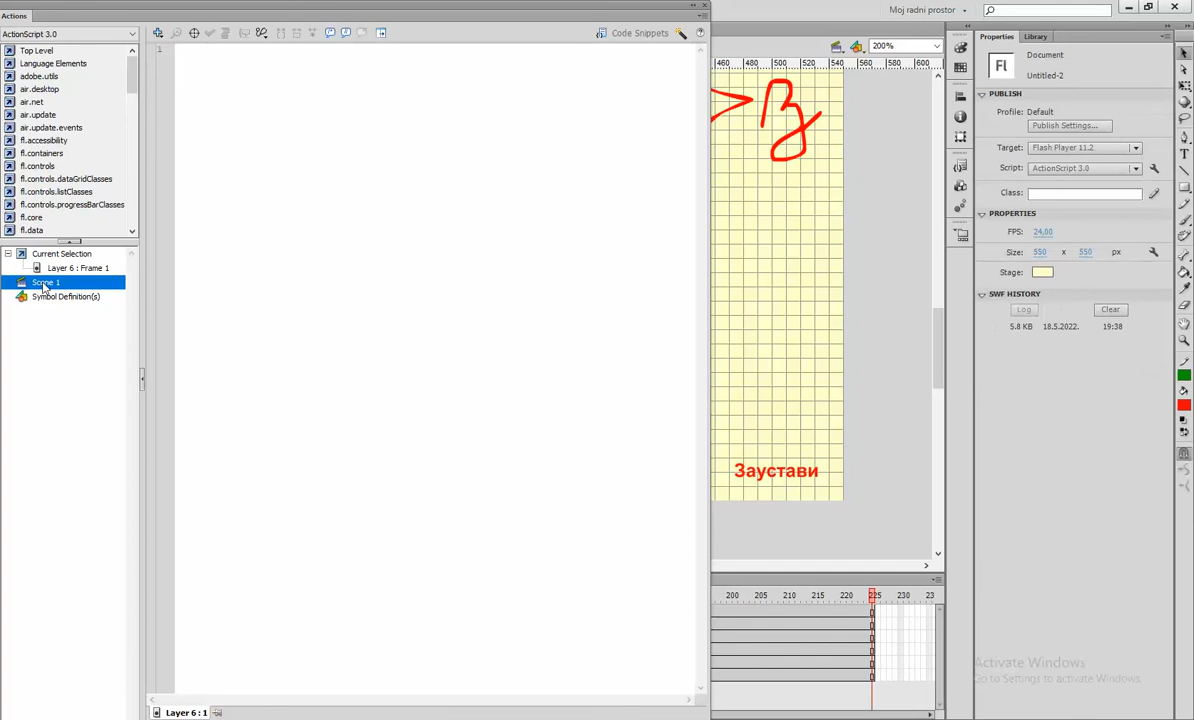 Actions
Moj radni prostor
ActionScript 3.0
Code Snippets
200%
Properties
Library
Top Level
Language Elements
adobe.utils
air.desktop
air.net
air.update
air.update.events
fl.accessibility
fl.containers
fl.controls
fl.controls.dataGridClasses
fl.controls.listClasses
fl.controls.progressBarClasses
fl.core
fl.data
1
460 480 500 520 540 560 580 600
Fl
Document
Untitled-2
PUBLISH
Profile: Default
Publish Settings...
Target: Flash Player 11.2
Script: ActionScript 3.0
Class:
PROPERTIES
FPS: 24,00
Size: 550 x 550 px
Stage:
SWF HISTORY
Log
Clear
5.8 KB 18.5.2022. 19:38
Current Selection
Layer 6 : Frame 1
Scene 1
Symbol Definition(s)
Заустави
200 205 210 215 220 225 230 23
Activate Windows
Go to Settings to activate Windows.
Layer 6 : 1